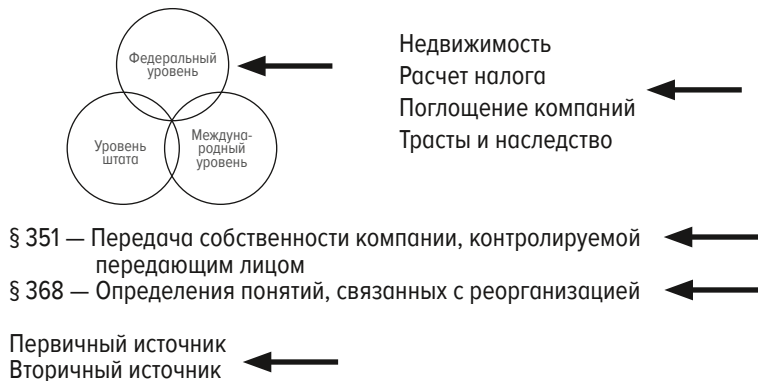 Федеральный
уровень
Уровень
штата
Междуна-
родный
уровень
Недвижимость
Расчет налога
Поглощение компаний
Трасты и наследство
§ 351 — Передача собственности компании, контролируемой
передающим лицом
§ 368 — Определения понятий, связанных с реорганизацией
Первичный источник
Вторичный источник